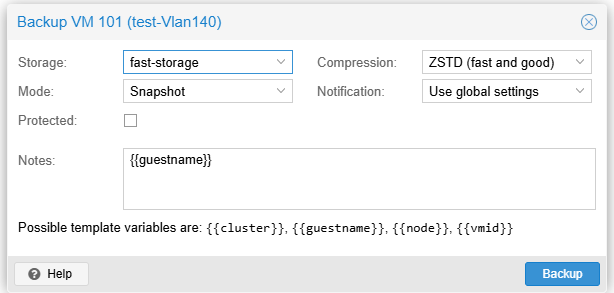 Backup VM 101 (test-Vlan140)
Storage: fast-storage Compression: ZSTD (fast and good)
Mode: Snapshot Notification: Use global settings
Protected:
Notes: {{guestname}}
Possible template variables are: {{cluster}}, {{guestname}}, {{node}}, {{vmid}}
? Help Backup